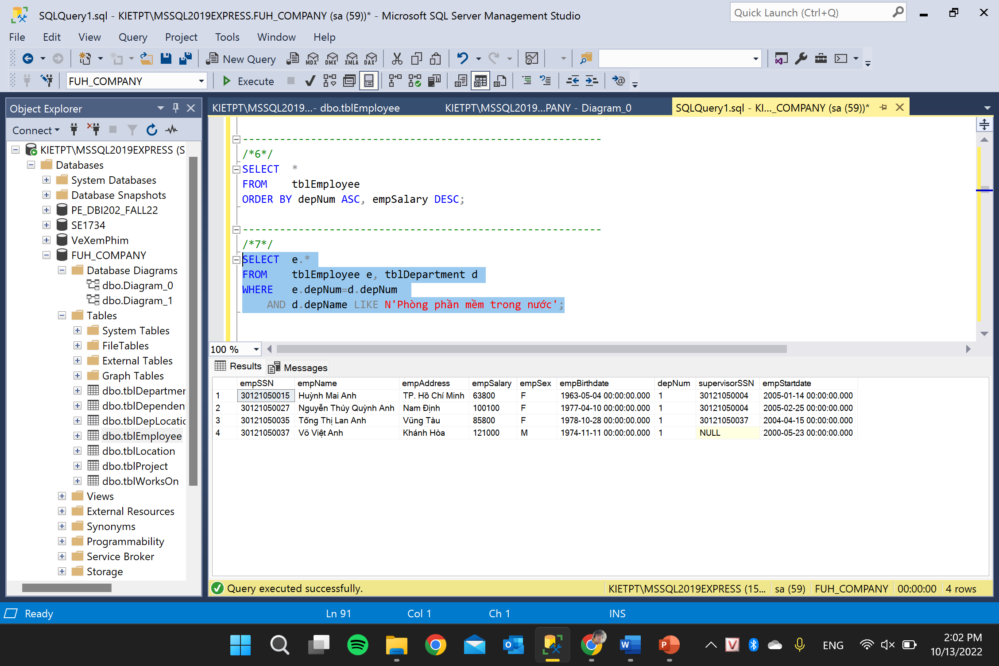 SQLQuery1.sql - KIETPT\MSSQL2019EXPRESS.FUH_COMPANY (sa (59))* - Microsoft SQL Server Management Studio
Quick Launch (Ctrl+Q)
File Edit View Query Project Tools Window Help
New Query MDX DMX XMLA DAX
FUH_COMPANY Execute
Object Explorer
Connect
KIETPT\MSSQL2019EXPRESS (S
Databases
System Databases
Database Snapshots
PE_DBI202_FALL22
SE1734
VeXemPhim
FUH_COMPANY
Database Diagrams
dbo.Diagram_0
dbo.Diagram_1
Tables
System Tables
FileTables
External Tables
Graph Tables
dbo.tblDepartmer
dbo.tblDependen
dbo.tblDepLocatic
dbo.tblEmployee
dbo.tblLocation
dbo.tblProject
dbo.tblWorksOn
Views
External Resources
Synonyms
Programmability
Service Broker
Storage
KIETPT\MSSQL2019...- dbo.tblEmployee KIETPT\MSSQL2019...PANY - Diagram_0 SQLQuery1.sql - KI..._COMPANY (sa (59))*
----------------------------------------------------------
/*6*/
SELECT *
FROM tblEmployee
ORDER BY depNum ASC, empSalary DESC;
----------------------------------------------------------
/*7*/
SELECT e.*
FROM tblEmployee e, tblDepartment d
WHERE e.depNum=d.depNum
AND d.depName LIKE N'Phòng phần mềm trong nước';
100 %
Results Messages
empSSN empName empAddress empSalary empSex empBirthdate depNum supervisorSSN empStartdate
1 30121050015 Huỳnh Mai Anh TP. Hồ Chí Minh 63800 F 1963-05-04 00:00:00.000 1 30121050004 2005-01-14 00:00:00.000
2 30121050027 Nguyễn Thúy Quỳnh Anh Nam Định 100100 F 1977-04-10 00:00:00.000 1 30121050004 2005-02-25 00:00:00.000
3 30121050035 Tống Thị Lan Anh Vũng Tàu 85800 F 1978-10-28 00:00:00.000 1 30121050037 2004-04-15 00:00:00.000
4 30121050037 Võ Việt Anh Khánh Hòa 121000 M 1974-11-11 00:00:00.000 1 NULL 2000-05-23 00:00:00.000
Query executed successfully. KIETPT\MSSQL2019EXPRESS (15... sa (59) FUH_COMPANY 00:00:00 4 rows
Ready Ln 91 Col 1 Ch 1 INS
ENG
2:02 PM
10/13/2022